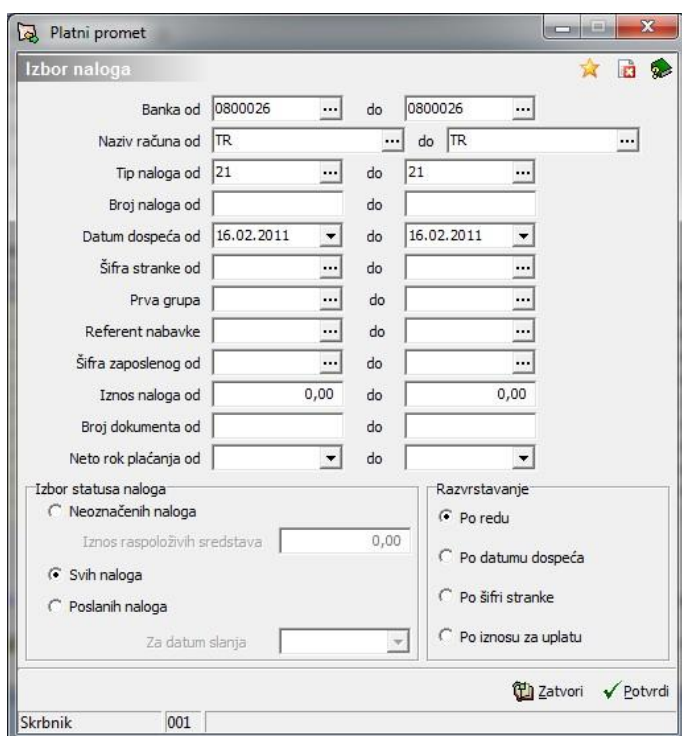 Platni promet
Izbor naloga
Banka od 0800026 ... do 0800026 ...
Naziv računa od TR ... do TR ...
Tip naloga od 21 ... do 21 ...
Broj naloga od do
Datum dospeća od 16.02.2011 do 16.02.2011
Šifra stranke od ... do ...
Prva grupa ... do ...
Referent nabavke ... do ...
Šifra zaposlenog od ... do ...
Iznos naloga od 0,00 do 0,00
Broj dokumenta od do
Neto rok plaćanja od do
Izbor statusa naloga
Neoznačenih naloga
Iznos raspoloživih sredstava 0,00
Svih naloga
Poslanih naloga
Za datum slanja
Razvrstavanje
Po redu
Po datumu dospeća
Po šifri stranke
Po iznosu za uplatu
Zatvori Potvrdi
Skrbnik 001